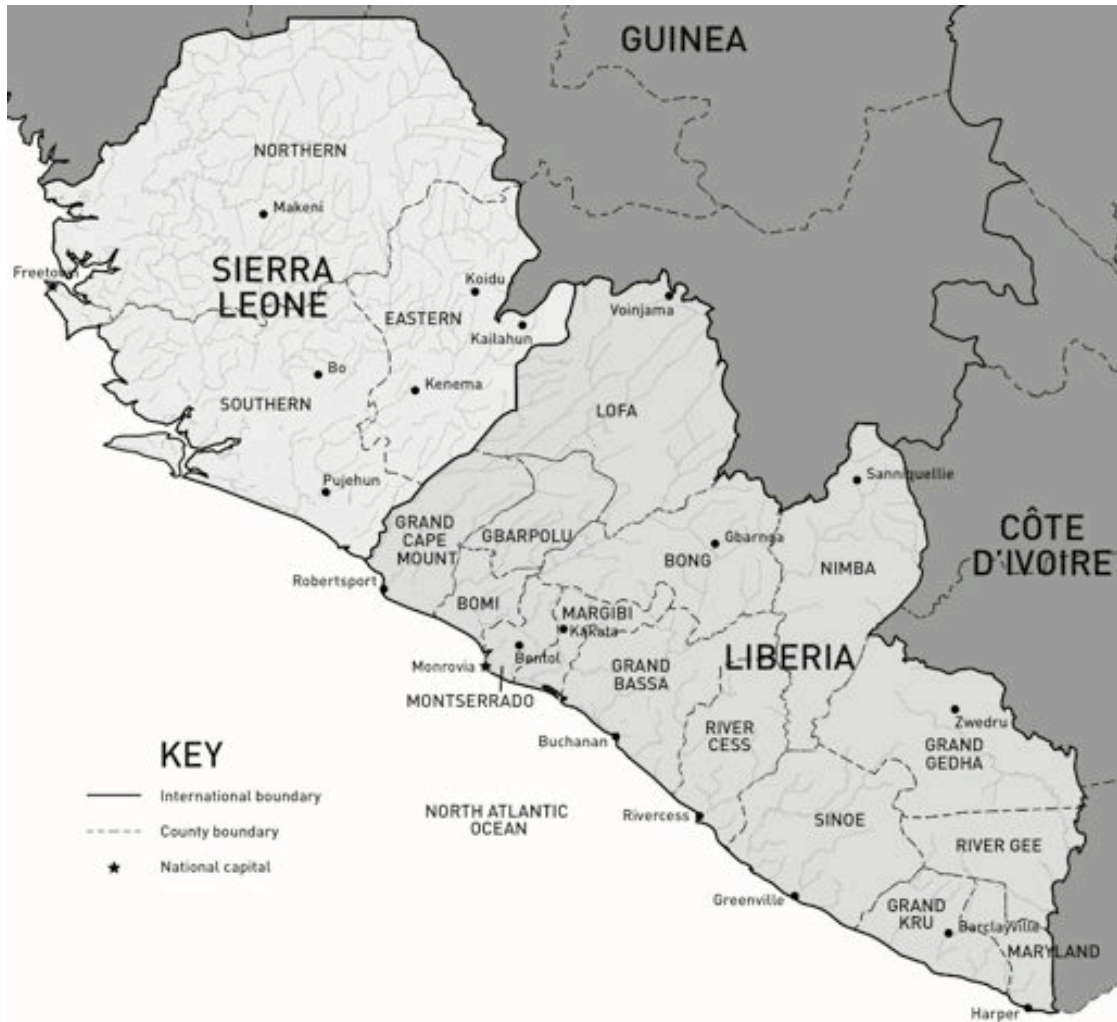 GUINEA
NORTHERN
Makeni
SIERRA
LEONE
Freetown
Koidu
EASTERN
Kailahun
Voinjama
Bo
Kenema
SOUTHERN
LOFA
Pujehun
Sanniquellie
GRAND
CAPE
MOUNT
GBARPOLU
Gbarnga
BONG
NIMBA
CÔTE
D'IVOIRE
Robertsport
BOMI
MARGIBI
Kakata
Bentol
Monrovia
MONTSERRADO
GRAND
BASSA
LIBERIA
Buchanan
RIVER
CESS
Zwedru
GRAND
GEDHA
KEY
International boundary
County boundary
National capital
NORTH ATLANTIC
OCEAN
Rivercess
SINOE
RIVER GEE
Greenville
GRAND
KRU
Barclayville
MARYLAND
Harper